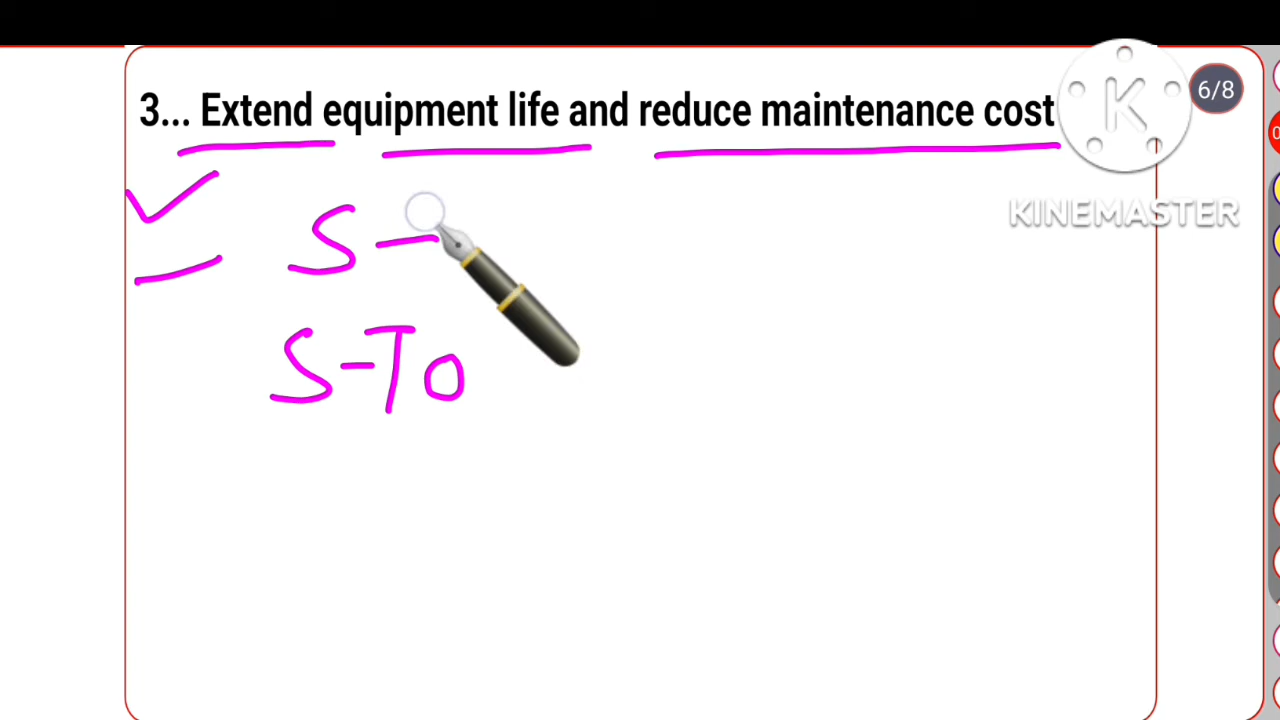 3... Extend equipment life and reduce maintenance cost
6/8
K
KINEMASTER
S-
S-To